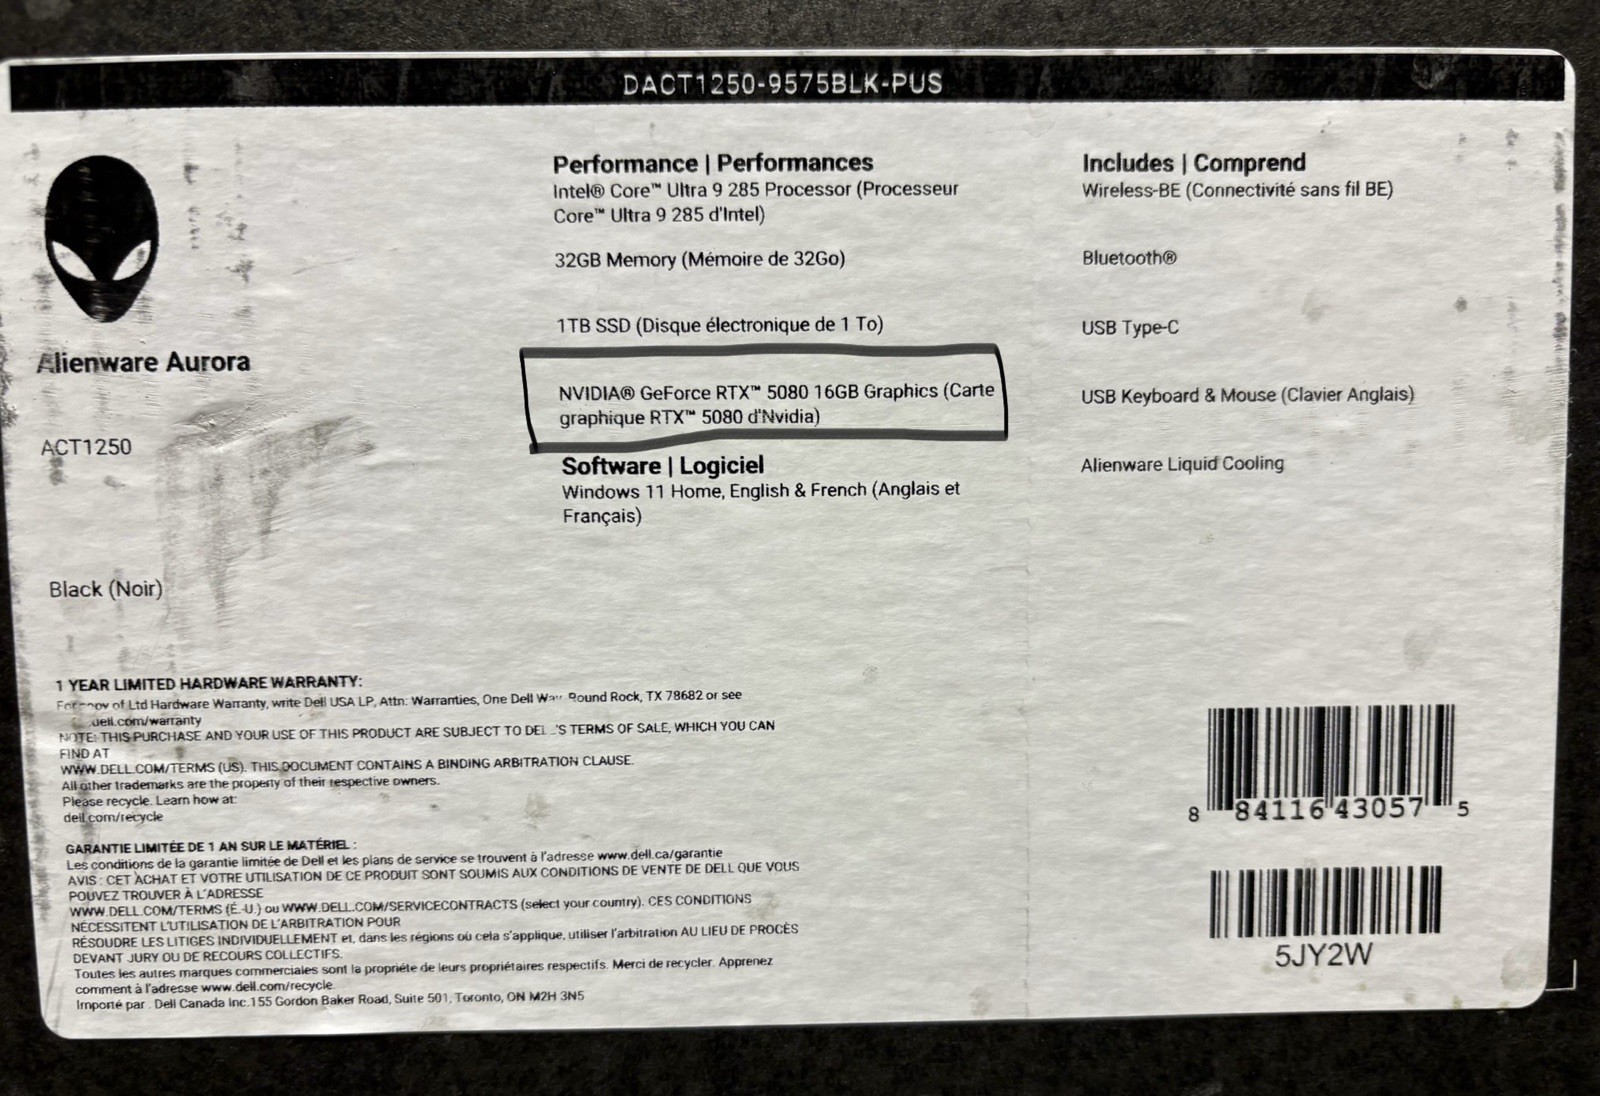 DACT1250-9575BLK-PUS
Alienware Aurora
ACT1250
Black (Noir)
Performance | Performances
Intel® Core™ Ultra 9 285 Processor (Processeur
Core™ Ultra 9 285 d'Intel)
32GB Memory (Mémoire de 32Go)
1TB SSD (Disque électronique de 1 To)
NVIDIA® GeForce RTX™ 5080 16GB Graphics (Carte
graphique RTX™ 5080 d'Nvidia)
Software | Logiciel
Windows 11 Home, English & French (Anglais et
Français)
Includes | Comprend
Wireless-BE (Connectivité sans fil BE)
Bluetooth®
USB Type-C
USB Keyboard & Mouse (Clavier Anglais)
Alienware Liquid Cooling
1 YEAR LIMITED HARDWARE WARRANTY:
For of Ltd Hardware Warranty, write Dell USA LP, Attn: Warranties, One Dell Round Rock, TX 78682 or see
dell.com/warranty
NOTE: THIS PURCHASE AND YOUR USE OF THIS PRODUCT ARE SUBJECT TO DELL'S TERMS OF SALE, WHICH YOU CAN
FIND AT
WWW.DELL.COM/TERMS (US). THIS DOCUMENT CONTAINS A BINDING ARBITRATION CLAUSE.
All other trademarks are the property of their respective owners.
Please recycle. Learn how at:
dell.com/recycle
GARANTIE LIMITÉE DE 1 AN SUR LE MATÉRIEL :
Les conditions de la garantie limitée de Dell et les plans de service se trouvent à l'adresse www.dell.ca/garantie
AVIS : CET ACHAT ET VOTRE UTILISATION DE CE PRODUIT SONT SOUMIS AUX CONDITIONS DE VENTE DE DELL QUE VOUS
POUVEZ TROUVER À L'ADRESSE
WWW.DELL.COM/TERMS (É.-U.) ou WWW.DELL.COM/SERVICECONTRACTS (select your country). CES CONDITIONS
NÉCESSITENT L'UTILISATION DE L'ARBITRATION POUR
RÉSOUDRE LES LITIGES INDIVIDUELLEMENT et, dans les régions où cela s'applique, utiliser l'arbitration AU LIEU DE PROCÈS
DEVANT JURY OU DE RECOURS COLLECTIFS.
Toutes les autres marques commerciales sont la propriété de leurs propriétaires respectifs. Merci de recycler. Apprenez
comment à l'adresse www.dell.com/recycle.
Importé par : Dell Canada Inc.155 Gordon Baker Road, Suite 501, Toronto, ON M2H 3N5
8 84116 43057 5
5JY2W